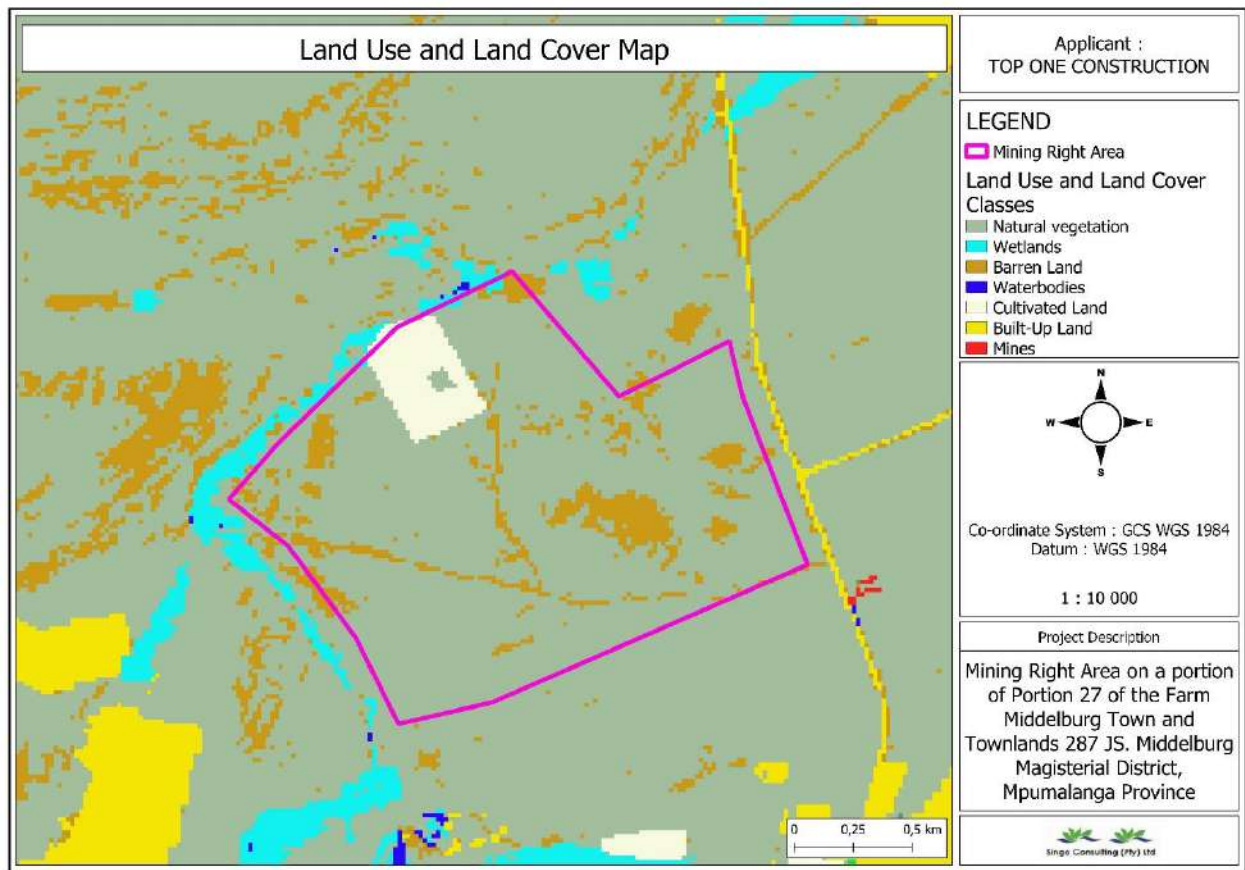 Land Use and Land Cover Map
Applicant :
TOP ONE CONSTRUCTION
LEGEND
Mining Right Area
Land Use and Land Cover
Classes
Natural vegetation
Wetlands
Barren Land
Waterbodies
Cultivated Land
Built-Up Land
Mines
N
W
E
S
Co-ordinate System : GCS WGS 1984
Datum : WGS 1984
1 : 10 000
Project Description
Mining Right Area on a portion
of Portion 27 of the Farm
Middelburg Town and
Townlands 287 JS. Middelburg
Magisterial District,
Mpumalanga Province
0 0,25 0,5 km
Singo Consulting (Pty) Ltd